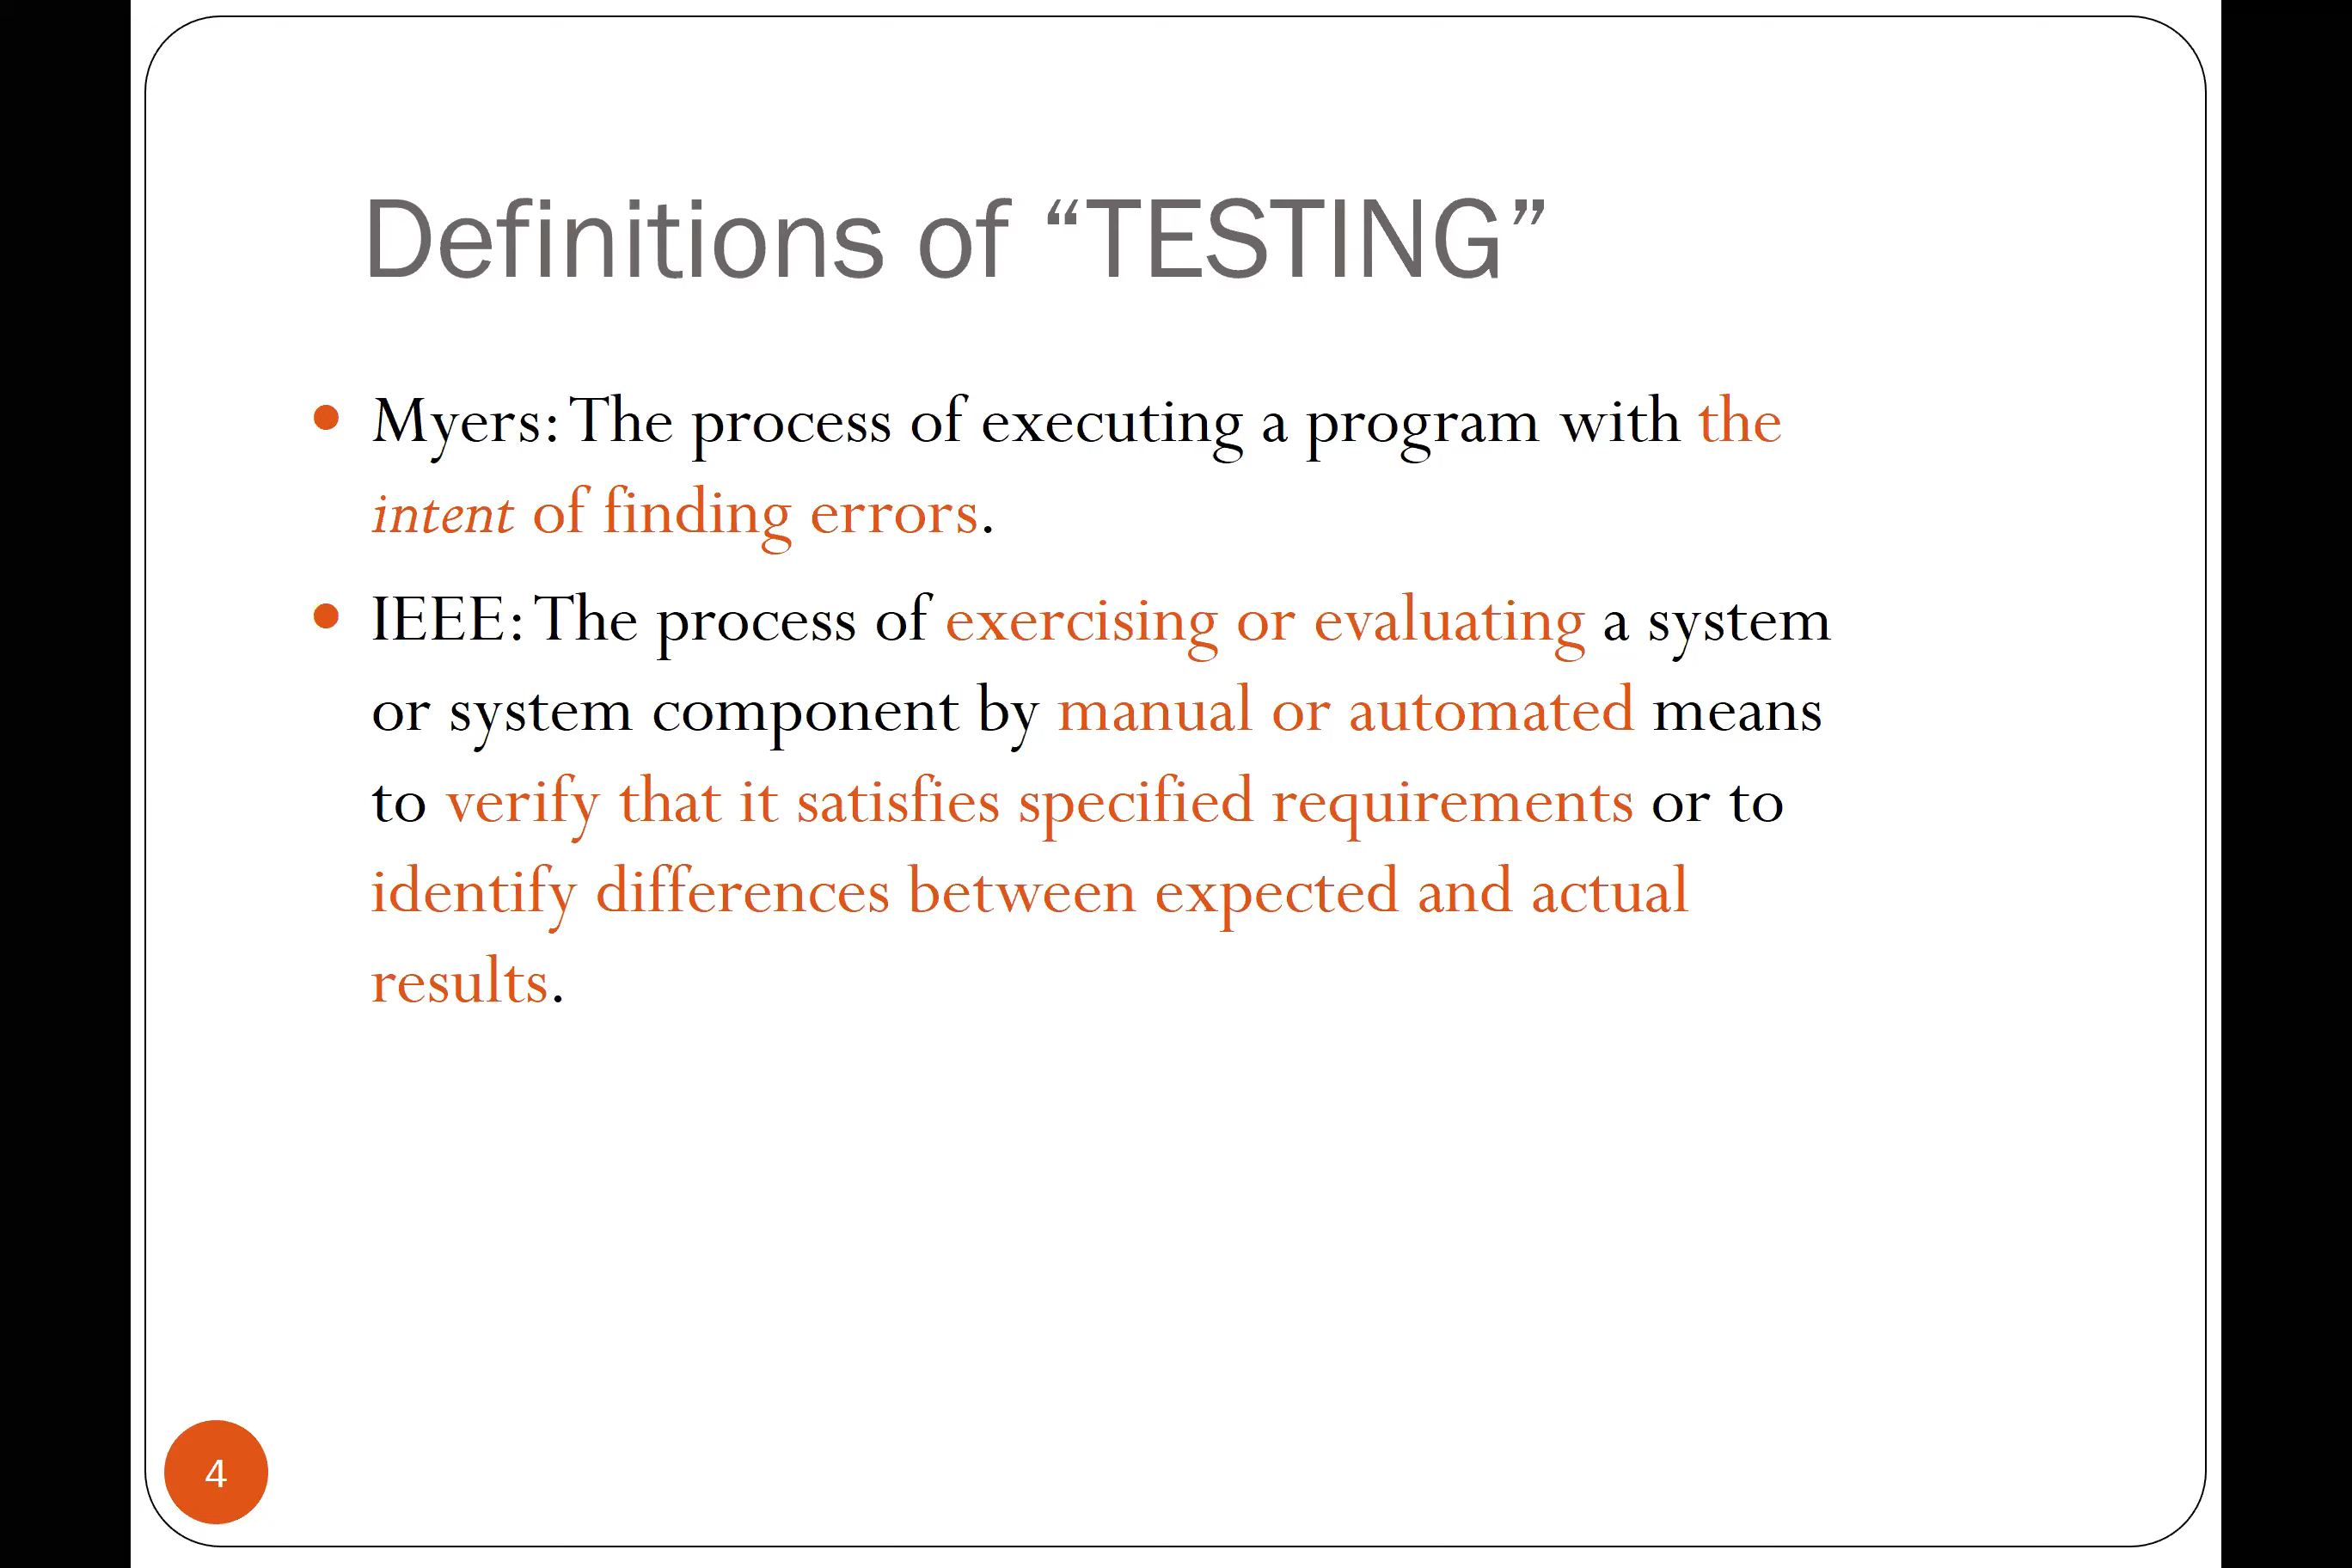 Definitions of “TESTING”
• Myers: The process of executing a program with the
intent of finding errors.
• IEEE: The process of exercising or evaluating a system
or system component by manual or automated means
to verify that it satisfies specified requirements or to
identify differences between expected and actual
results.
4